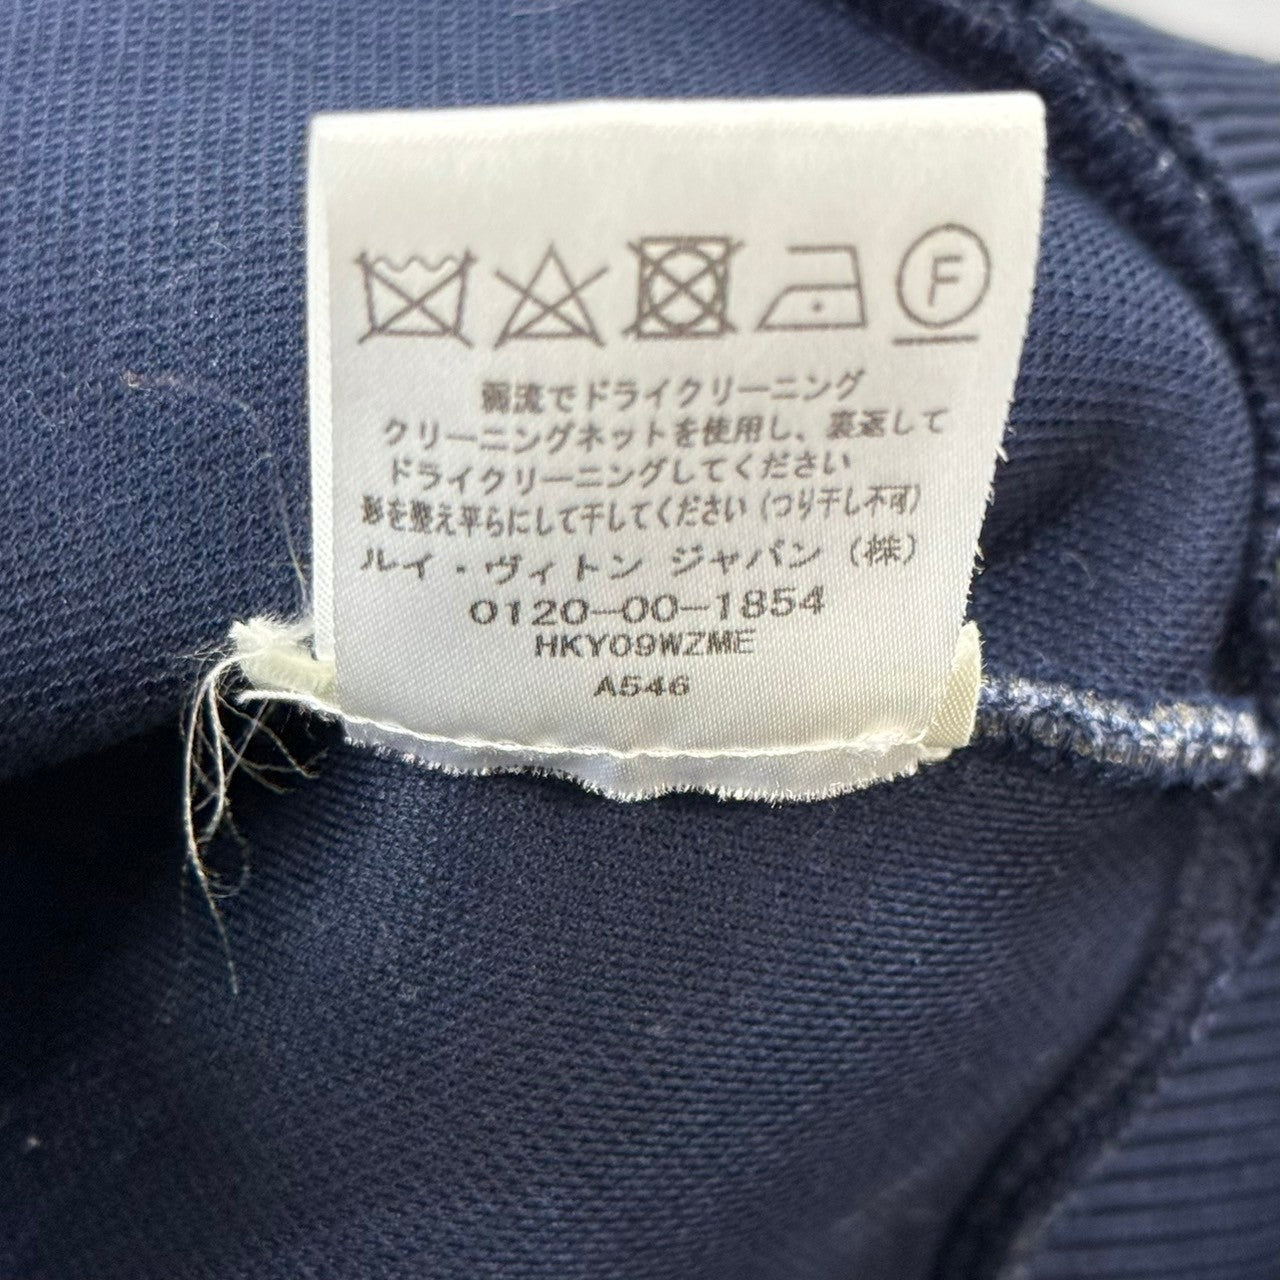 F
弱流でドライクリーニング
クリーニングネットを使用し、裏返して
ドライクリーニングしてください
形を整え平らにして干してください（つり干し不可）
ルイ・ヴィトン ジャパン（株）
0120-00-1854
HKY09WZME
A546